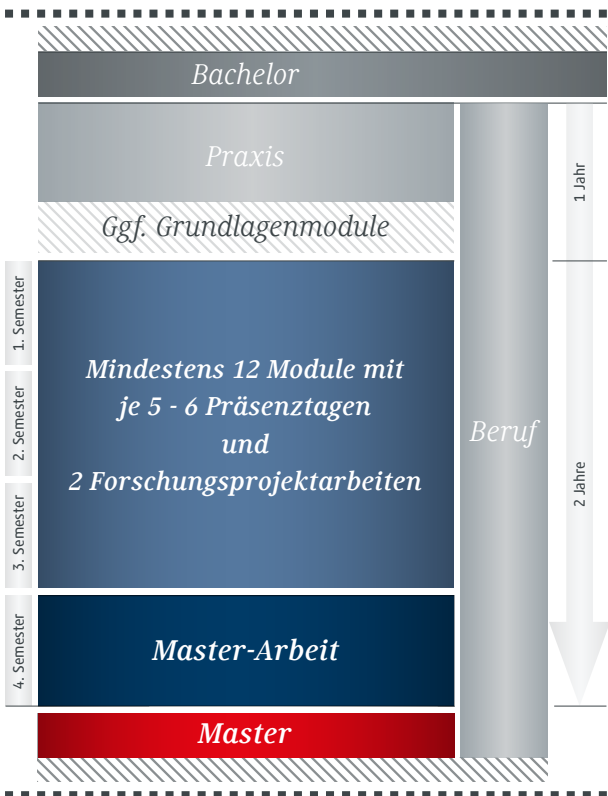 Bachelor
Praxis
1 Jahr
Ggf. Grundlagenmodule
1. Semester
2. Semester
3. Semester
Mindestens 12 Module mit
je 5 - 6 Präsenztagen
und
2 Forschungsprojektarbeiten
Beruf
2 Jahre
4. Semester
Master-Arbeit
Master